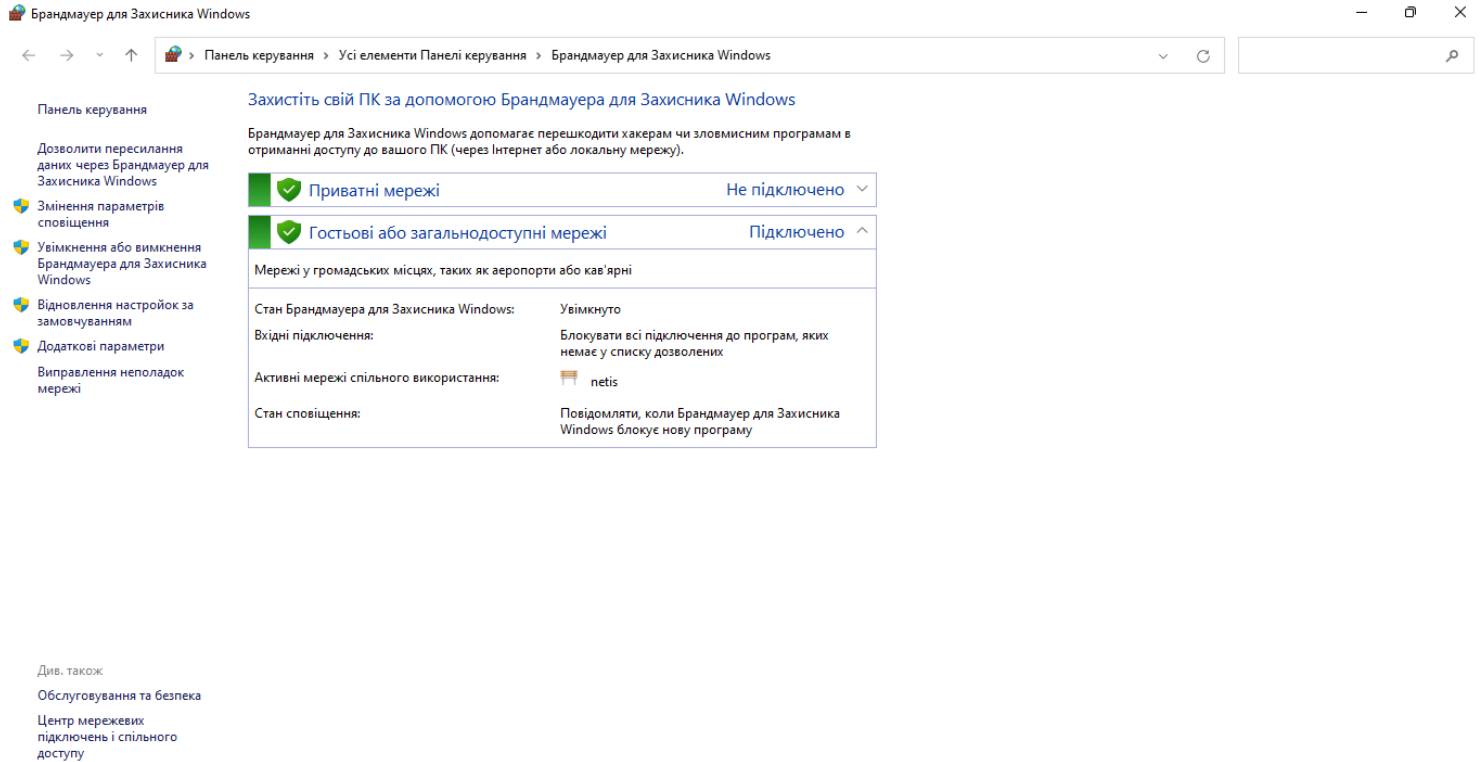 Брандмауер для Захисника Windows
Панель керування › Усі елементи Панелі керування › Брандмауер для Захисника Windows
Панель керування
Дозволити пересилання
даних через Брандмауер для
Захисника Windows
Змінення параметрів
сповіщення
Увімкнення або вимкнення
Брандмауера для Захисника
Windows
Відновлення настройок за
замовчуванням
Додаткові параметри
Виправлення неполадок
мережі
Захистіть свій ПК за допомогою Брандмауера для Захисника Windows
Брандмауер для Захисника Windows допомагає перешкодити хакерам чи зловмисним програмам в
отриманні доступу до вашого ПК (через Інтернет або локальну мережу).
Приватні мережі Не підключено
Гостьові або загальнодоступні мережі Підключено
Мережі у громадських місцях, таких як аеропорти або кав'ярні
Стан Брандмауера для Захисника Windows: Увімкнуто
Вхідні підключення: Блокувати всі підключення до програм, яких
немає у списку дозволених
Активні мережі спільного використання: netis
Стан сповіщення: Повідомляти, коли Брандмауер для Захисника
Windows блокує нову програму
Див. також
Обслуговування та безпека
Центр мережевих
підключень і спільного
доступу